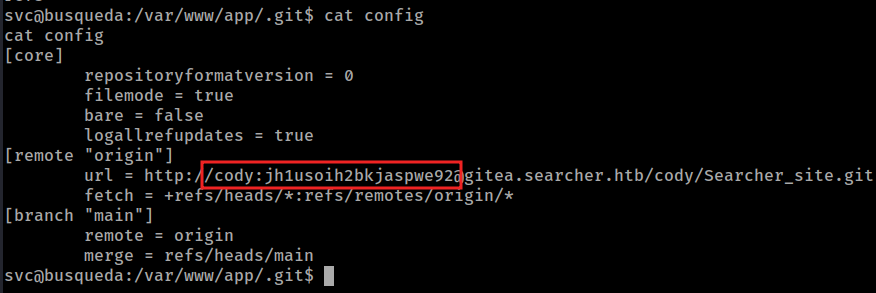 svc@busqueda:/var/www/app/.git$ cat config
cat config
[core]
        repositoryformatversion = 0
        filemode = true
        bare = false
        logallrefupdates = true
[remote "origin"]
        url = http://cody:jh1usoih2bkjaspwe92@gitea.searcher.htb/cody/Searcher_site.git
        fetch = +refs/heads/*:refs/remotes/origin/*
[branch "main"]
        remote = origin
        merge = refs/heads/main
svc@busqueda:/var/www/app/.git$